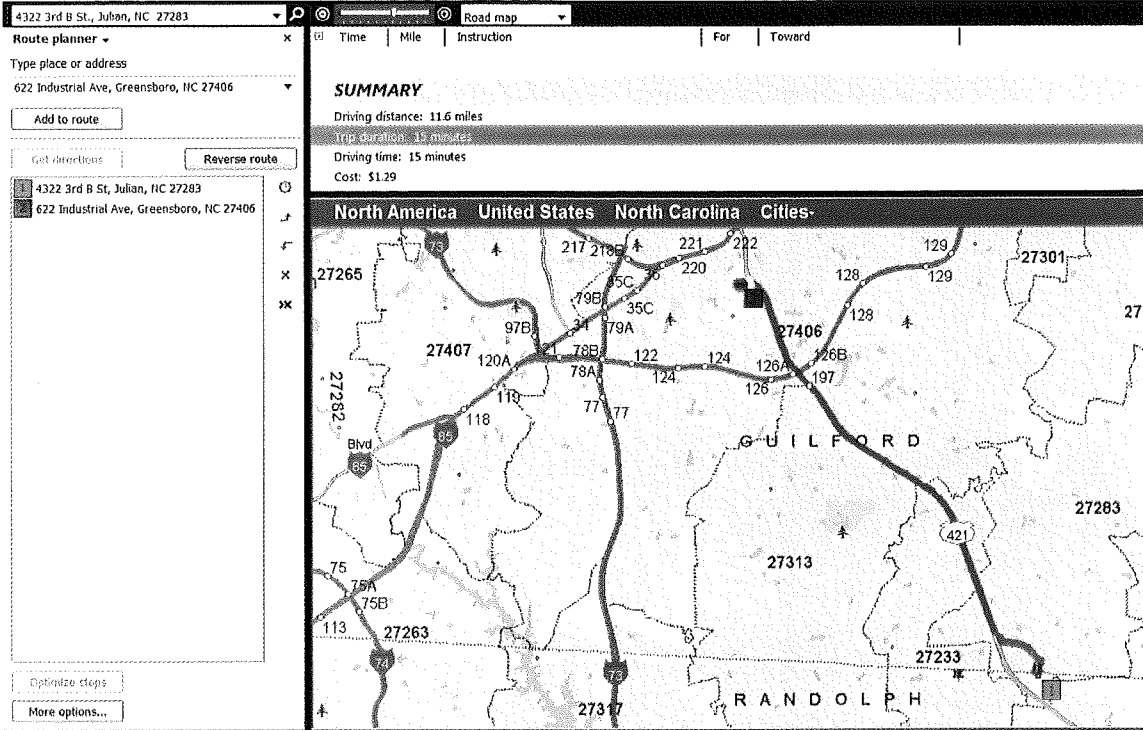 4322 3rd B St., Julian, NC 27283
Road map
Route planner
Time Mile Instruction For Toward
Type place or address
622 Industrial Ave, Greensboro, NC 27406
Add to route
Get directions
Reverse route
1 4322 3rd B St, Julian, NC 27283
2 622 Industrial Ave, Greensboro, NC 27406
Optimize stops
More options...
SUMMARY
Driving distance: 11.6 miles
Trip duration: 15 minutes
Driving time: 15 minutes
Cost: $1.29
North America United States North Carolina Cities
73
217
218B
36
220
221
222
129
129
27301
27265
35C
35C
128
128
79B
79A
34
97B
27406
27
27407
120A
21
78B
78A
122
124
124
126A
126B
126
197
27282
119
118
77
77
85
Blvd
85
GUILFORD
27283
421
27313
75
75A
75B
113
27263
74
73
27233
1
RANDOLPH
27317